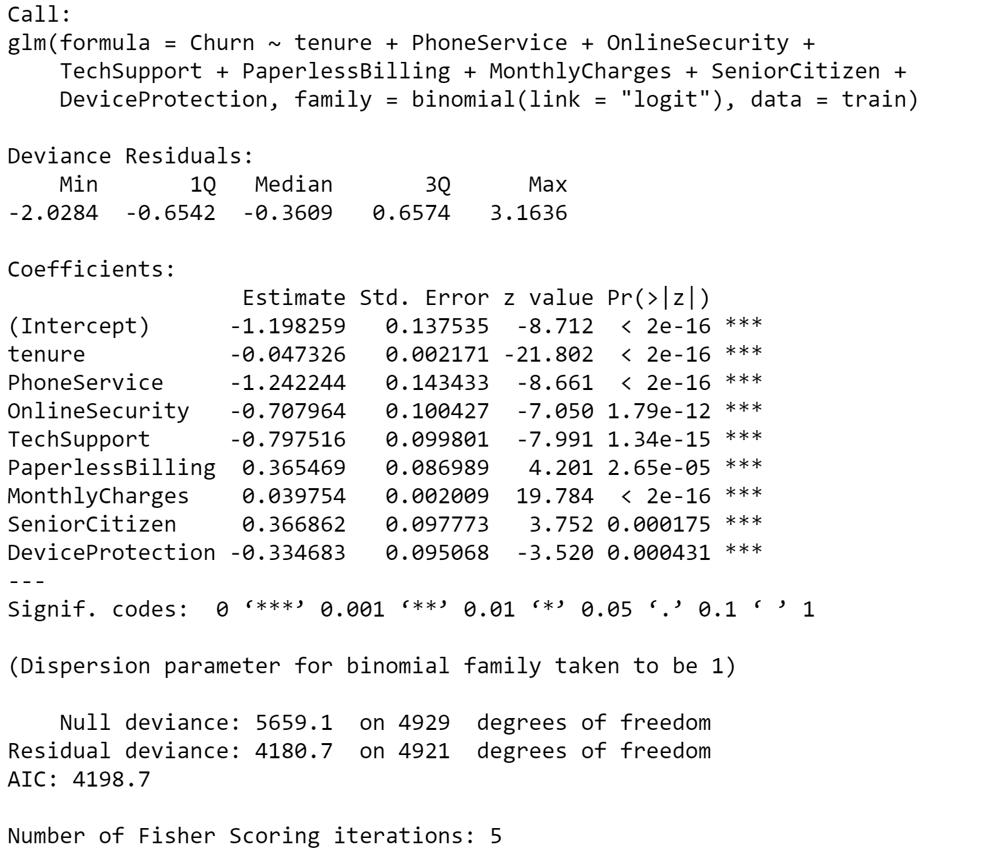 Call:
glm(formula = Churn ~ tenure + PhoneService + OnlineSecurity +
    TechSupport + PaperlessBilling + MonthlyCharges + SeniorCitizen +
    DeviceProtection, family = binomial(link = "logit"), data = train)

Deviance Residuals:
    Min       1Q   Median       3Q      Max
-2.0284  -0.6542  -0.3609   0.6574   3.1636

Coefficients:
                  Estimate Std. Error z value Pr(>|z|)
(Intercept)      -1.198259   0.137535  -8.712  < 2e-16 ***
tenure           -0.047326   0.002171 -21.802  < 2e-16 ***
PhoneService     -1.242244   0.143433  -8.661  < 2e-16 ***
OnlineSecurity   -0.707964   0.100427  -7.050 1.79e-12 ***
TechSupport      -0.797516   0.099801  -7.991 1.34e-15 ***
PaperlessBilling  0.365469   0.086989   4.201 2.65e-05 ***
MonthlyCharges    0.039754   0.002009  19.784  < 2e-16 ***
SeniorCitizen     0.366862   0.097773   3.752 0.000175 ***
DeviceProtection -0.334683   0.095068  -3.520 0.000431 ***
---
Signif. codes:  0 ‘***’ 0.001 ‘**’ 0.01 ‘*’ 0.05 ‘.’ 0.1 ‘ ’ 1

(Dispersion parameter for binomial family taken to be 1)

    Null deviance: 5659.1  on 4929  degrees of freedom
Residual deviance: 4180.7  on 4921  degrees of freedom
AIC: 4198.7

Number of Fisher Scoring iterations: 5